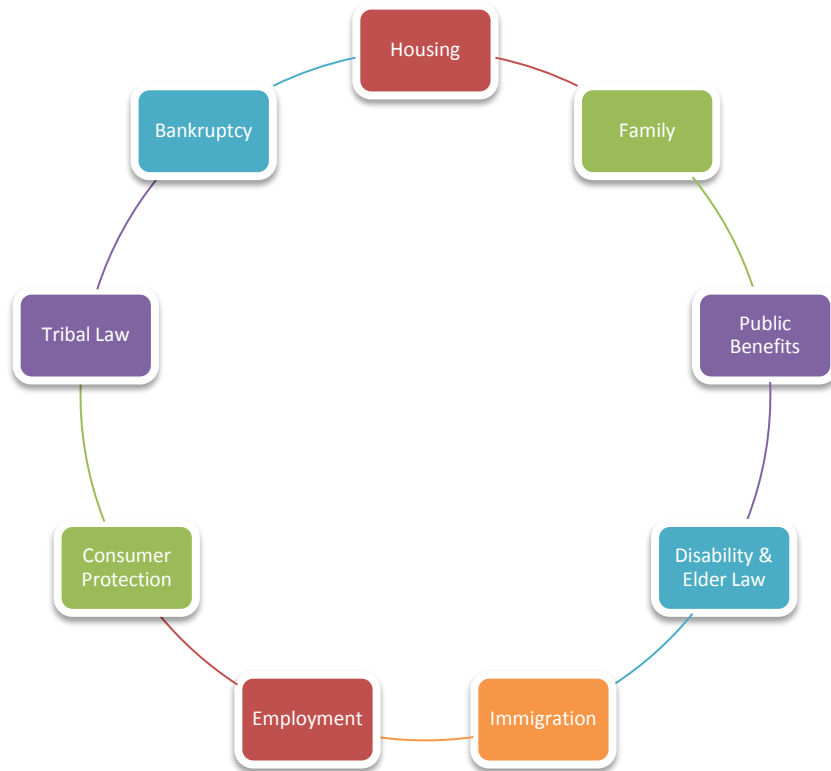 Housing
Family
Public
Benefits
Disability &
Elder Law
Immigration
Employment
Consumer
Protection
Tribal Law
Bankruptcy